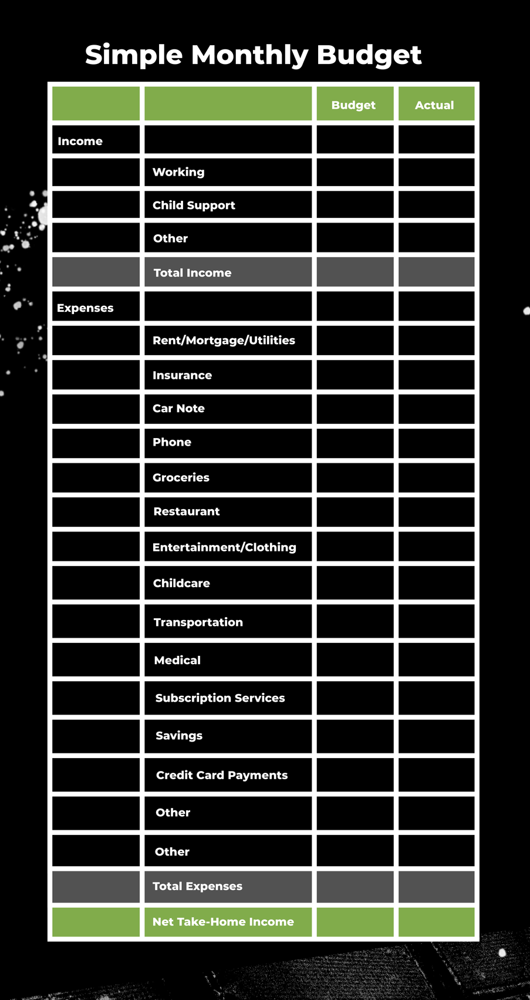 Simple Monthly Budget
Budget Actual
Income
Working
Child Support
Other
Total Income
Expenses
Rent/Mortgage/Utilities
Insurance
Car Note
Phone
Groceries
Restaurant
Entertainment/Clothing
Childcare
Transportation
Medical
Subscription Services
Savings
Credit Card Payments
Other
Other
Total Expenses
Net Take-Home Income